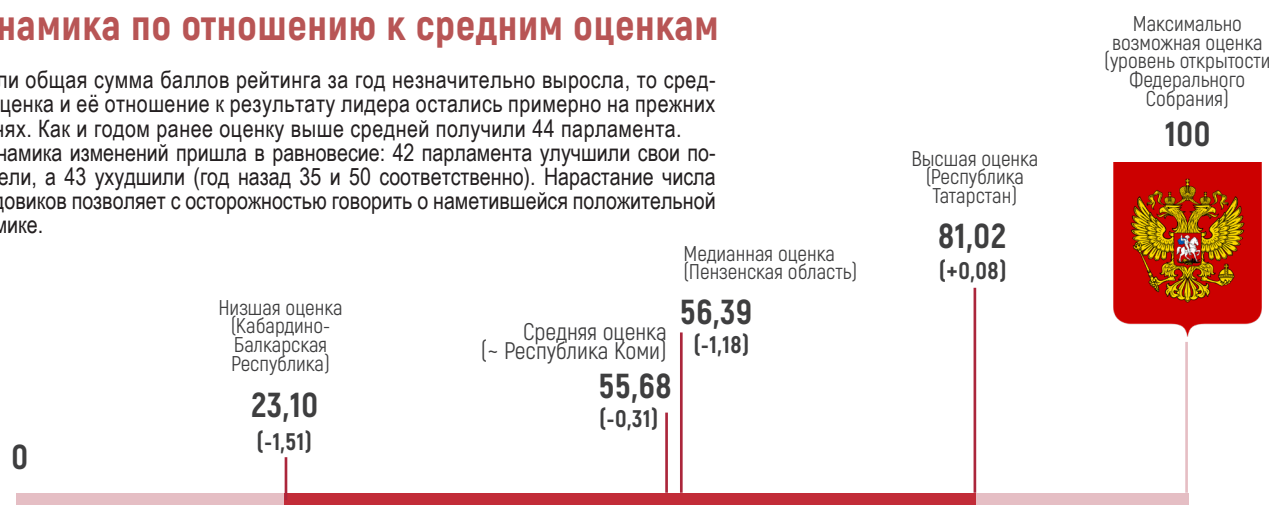 намика по отношению к средним оценкам
ли общая сумма баллов рейтинга за год незначительно выросла, то сред-
ценка и её отношение к результату лидера остались примерно на прежних
нях. Как и годом ранее оценку выше средней получили 44 парламента.
намика изменений пришла в равновесие: 42 парламента улучшили свои по-
ели, а 43 ухудшили (год назад 35 и 50 соответственно). Нарастание числа
довиков позволяет с осторожностью говорить о наметившейся положительной
мике.
0
Низшая оценка
(Кабардино-
Балкарская
Республика)
23,10
(-1,51)
Средняя оценка
(~ Республика Коми)
55,68
(-0,31)
Медианная оценка
(Пензенская область)
56,39
(-1,18)
Высшая оценка
(Республика
Татарстан)
81,02
(+0,08)
Максимально
возможная оценка
(уровень открытости
Федерального
Собрания)
100